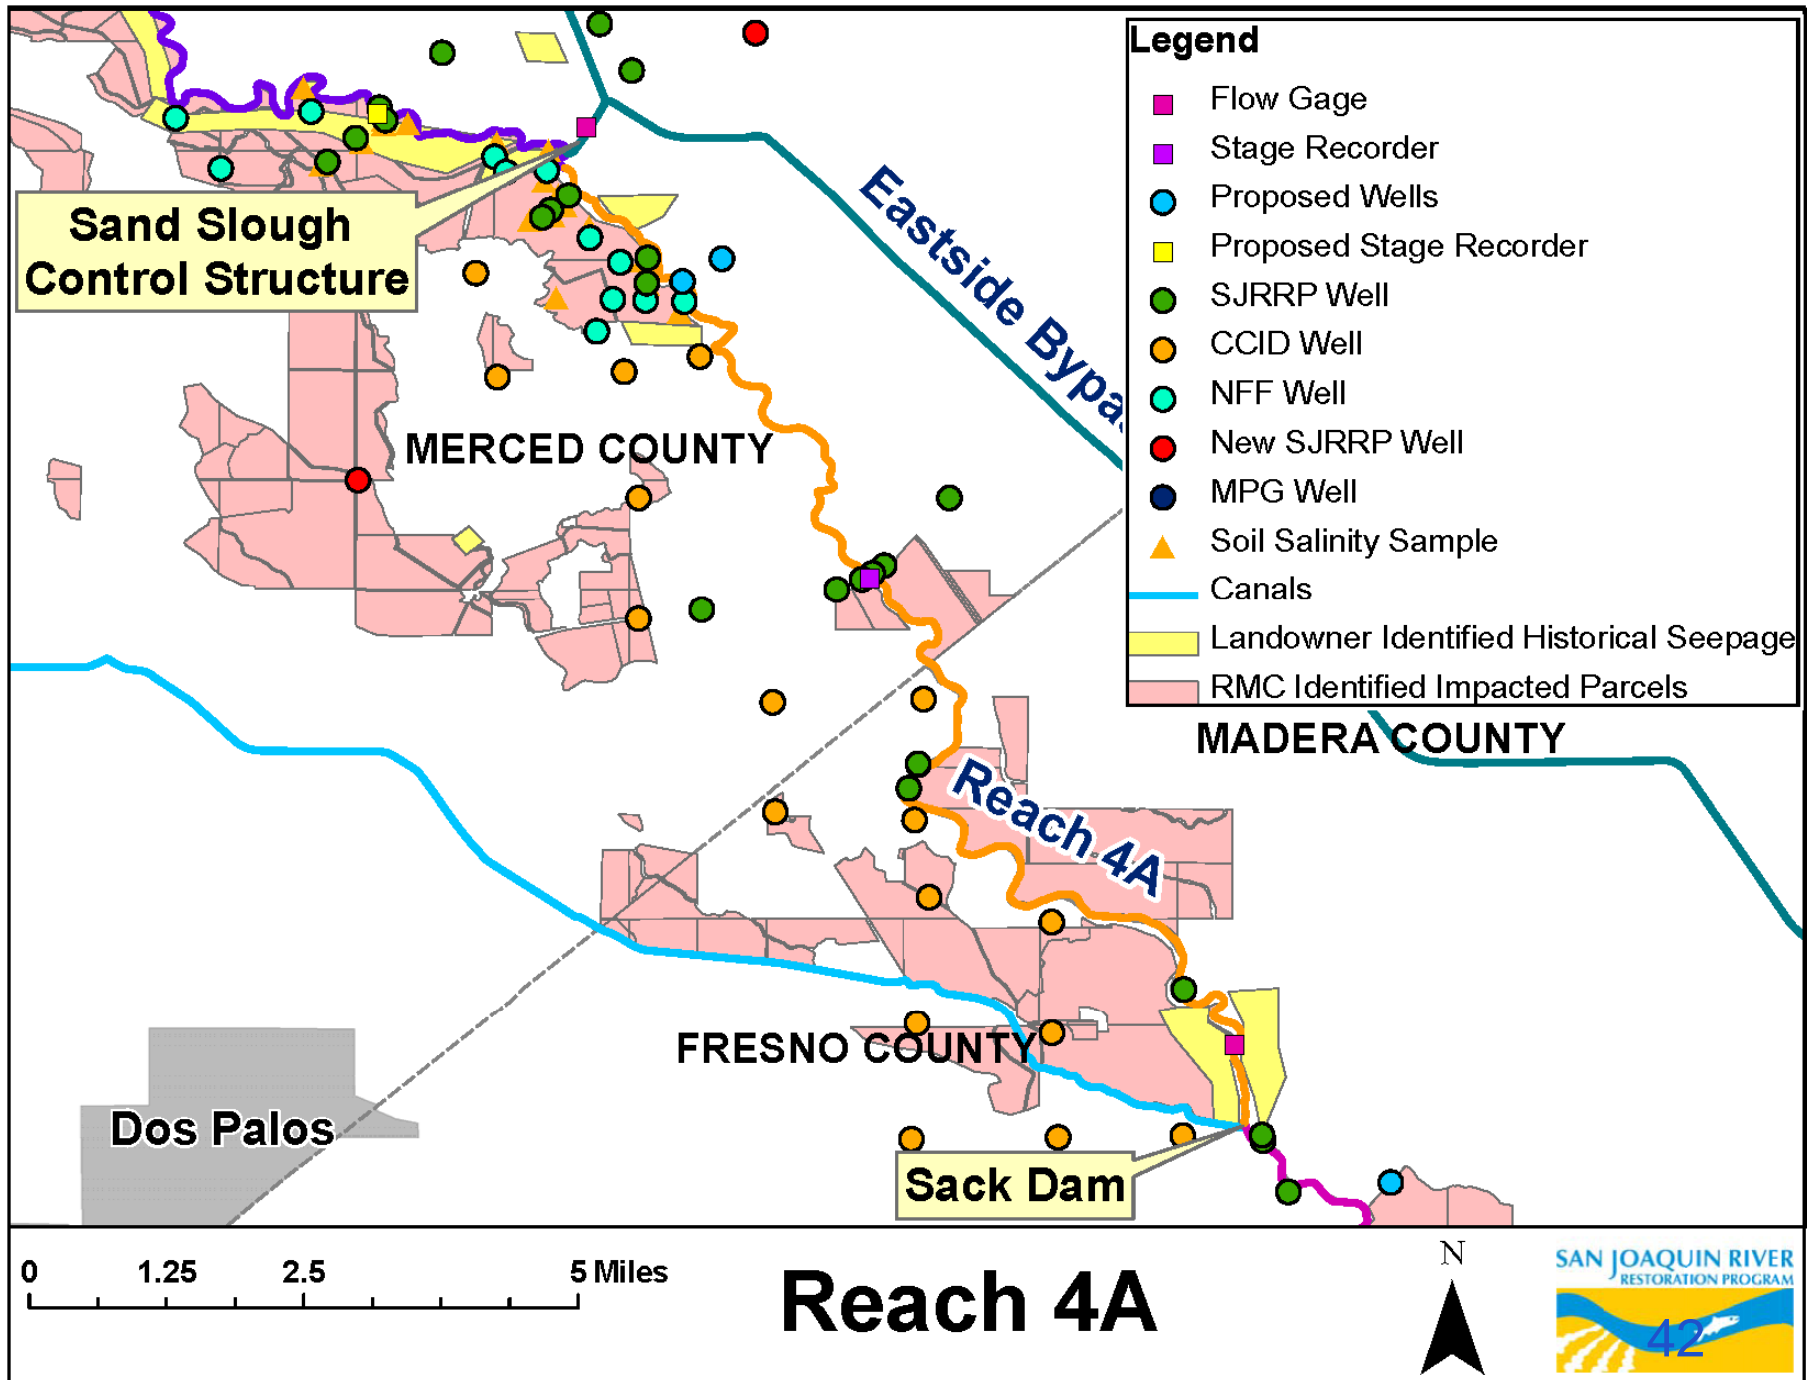 Legend
Flow Gage
Stage Recorder
Proposed Wells
Proposed Stage Recorder
SJRRP Well
CCID Well
NFF Well
New SJRRP Well
MPG Well
Soil Salinity Sample
Canals
Landowner Identified Historical Seepage
RMC Identified Impacted Parcels
Sand Slough
Control Structure
Eastside Bypa
MERCED COUNTY
MADERA COUNTY
Reach 4A
FRESNO COUNTY
Dos Palos
Sack Dam
0 1.25 2.5 5 Miles
Reach 4A
N
SAN JOAQUIN RIVER
RESTORATION PROGRAM
42